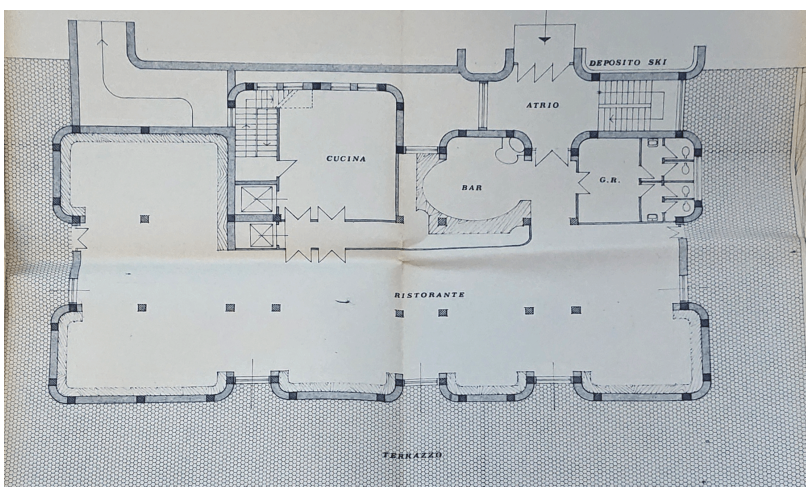 DEPOSITO SKI
ATRIO
CUCINA
BAR
G.R.
RISTORANTE
TERRAZZO